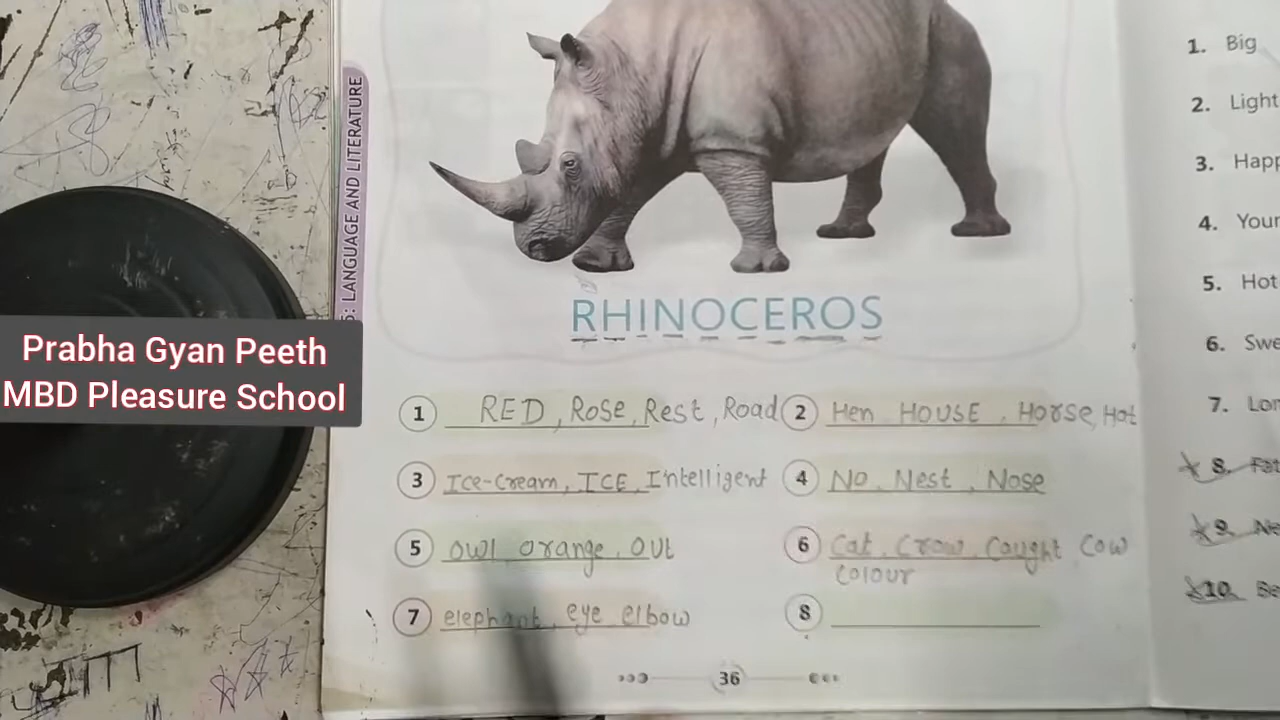 5: LANGUAGE AND LITERATURE
Prabha Gyan Peeth
MBD Pleasure School
RHINOCEROS
1 RED, Rose, Rest, Road
2 Hen HOUSE, Horse, Hot
3 Ice-Cream, ICE, Intelligent
4 No, Nest, Nose
5 owl orange, out
6 Cat, Crow, Caught Cow
Colour
7 elephant, eye elbow
8
36
1. Big
2. Light
3. Happ
4. Your
5. Hot
6. Swe
7. Lon
8. Fat
9.
10.